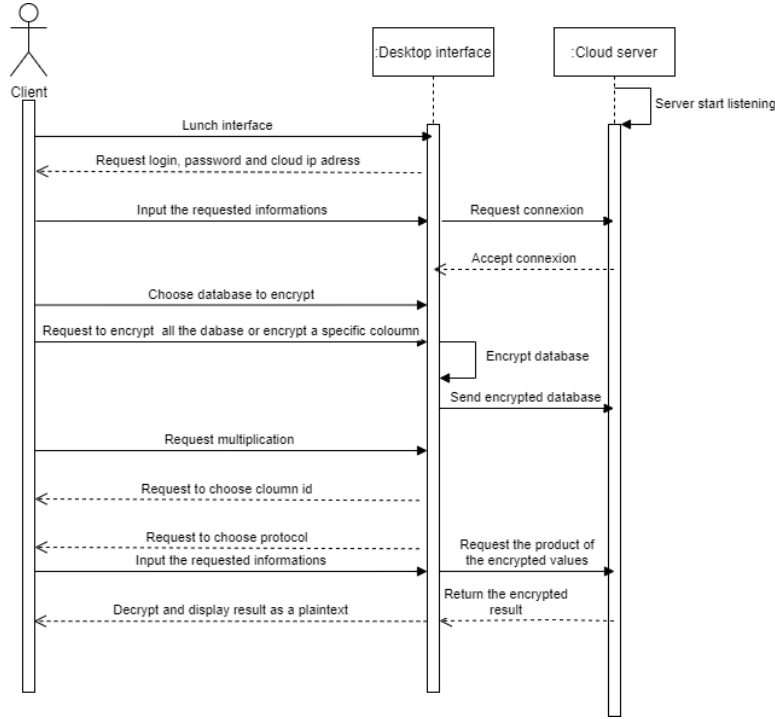 :Desktop interface
:Cloud server
Client
Server start listening
Lunch interface
Request login, password and cloud ip adress
Input the requested informations
Request connexion
Accept connexion
Choose database to encrypt
Request to encrypt all the dabase or encrypt a specific coloumn
Encrypt database
Send encrypted database
Request multiplication
Request to choose cloumn id
Request to choose protocol
Request the product of
the encrypted values
Input the requested informations
Return the encrypted
result
Decrypt and display result as a plaintext